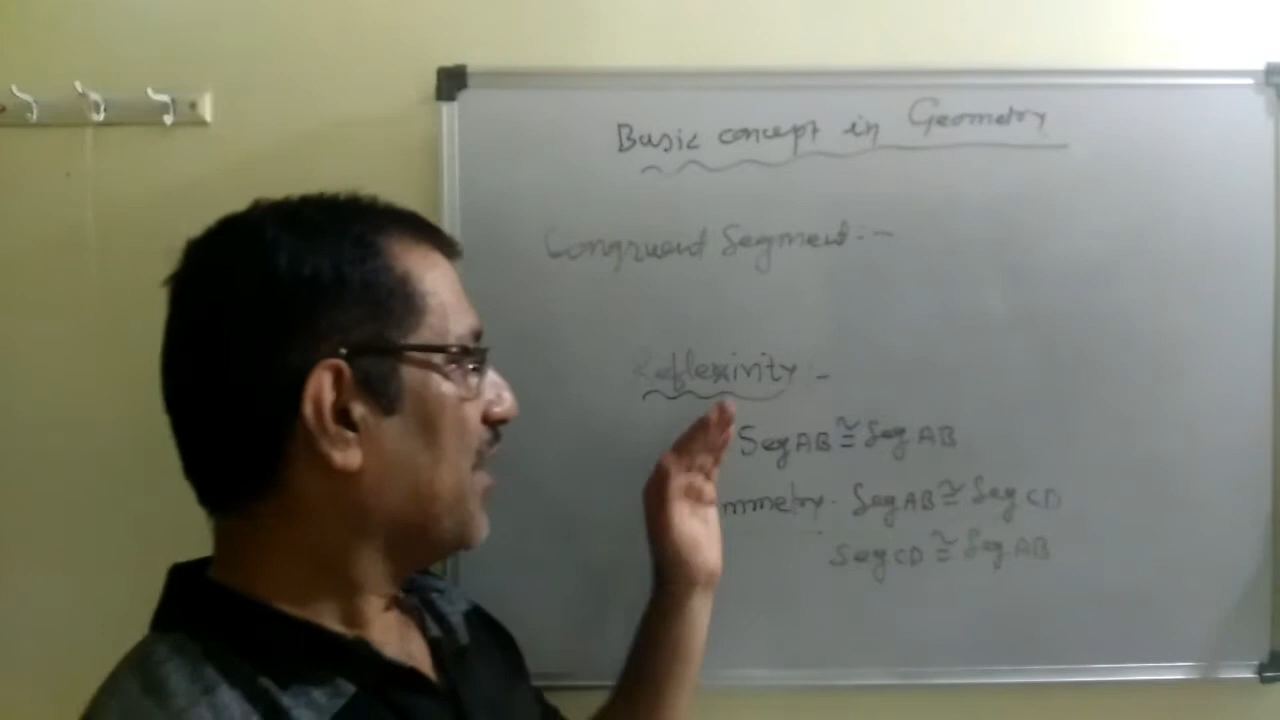 Basic concept in Geometry
Congruent Segment :-
Reflexivity -
Seg AB ≅ Seg AB
mmetry. Seg AB ≅ Seg CD
Seg CD ≅ Seg AB